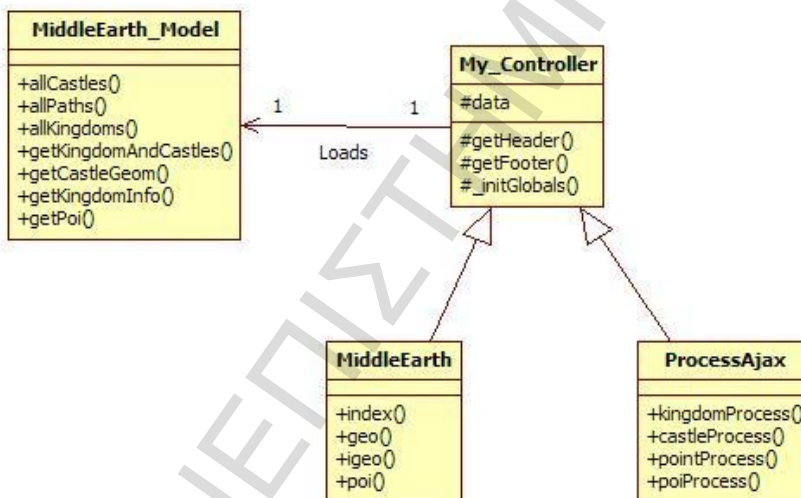 MiddleEarth_Model
+allCastles()
+allPaths()
+allKingdoms()
+getKingdomAndCastles()
+getCastleGeom()
+getKingdomInfo()
+getPoi()
1
1
Loads
My_Controller
#data
#getHeader()
#getFooter()
#_initGlobals()
MiddleEarth
+index()
+geo()
+igeo()
+poi()
ProcessAjax
+kingdomProcess()
+castleProcess()
+pointProcess()
+poiProcess()